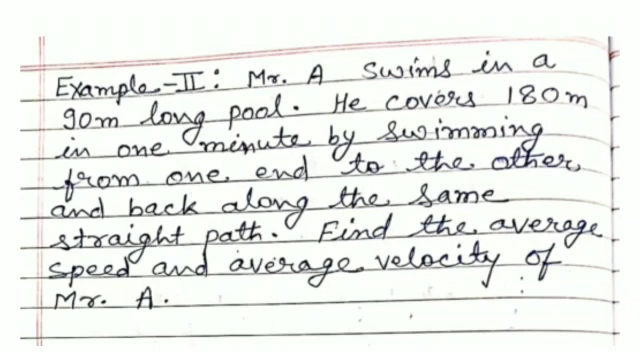 Example-II: Mr. A swims in a
90m long pool. He covers 180m
in one minute by swimming
from one end to the other
and back along the same
straight path. Find the average
speed and average velocity of
Mr. A.